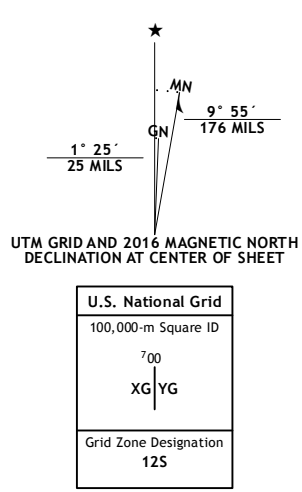 ★
MN
GN
9° 55´
176 MILS
1° 25´
25 MILS
UTM GRID AND 2016 MAGNETIC NORTH
DECLINATION AT CENTER OF SHEET
U.S. National Grid
100,000-m Square ID
⁷00
XG YG
Grid Zone Designation
12S